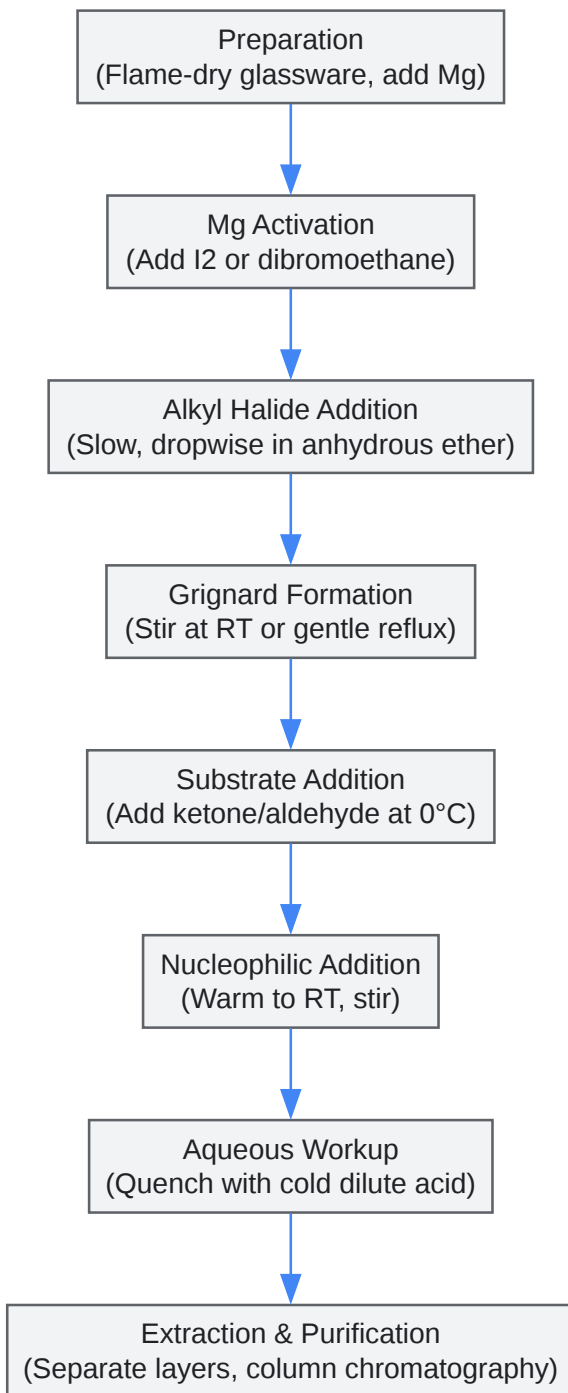 Preparation
(Flame-dry glassware, add Mg)
Mg Activation
(Add I2 or dibromoethane)
Alkyl Halide Addition
(Slow, dropwise in anhydrous ether)
Grignard Formation
(Stir at RT or gentle reflux)
Substrate Addition
(Add ketone/aldehyde at 0°C)
Nucleophilic Addition
(Warm to RT, stir)
Aqueous Workup
(Quench with cold dilute acid)
Extraction & Purification
(Separate layers, column chromatography)